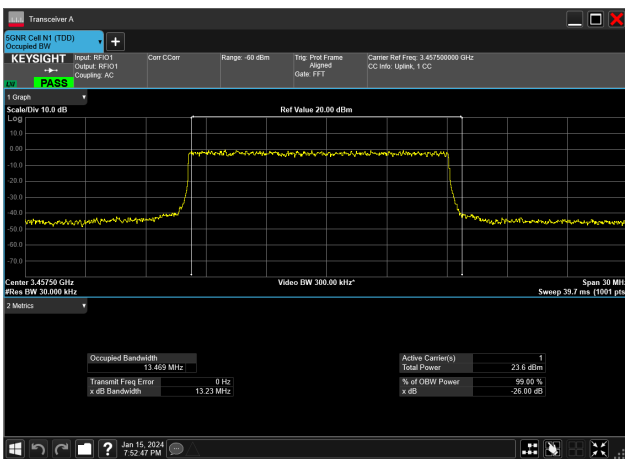 Transceiver A
5GNR Cell N1 (TDD)
Occupied BW
KEYSIGHT
PASS
Input: RFIO1
Output: RFIO1
Coupling: AC
Corr CCorr
Range: -60 dBm
Trig: Prot Frame
Aligned
Gate: FFT
Carrier Ref Freq: 3.457500000 GHz
CC Info: Uplink, 1 CC
1 Graph
Scale/Div 10.0 dB
Ref Value 20.00 dBm
Log
10.0
0.00
-10.0
-20.0
-30.0
-40.0
-50.0
-60.0
-70.0
Center 3.45750 GHz
Video BW 300.00 kHz*
Span 30 MHz
#Res BW 30.000 kHz
Sweep 39.7 ms (1001 pts
2 Metrics
Occupied Bandwidth
13.469 MHz
Active Carrier(s) 1
Total Power 23.6 dBm
Transmit Freq Error 0 Hz
x dB Bandwidth 13.23 MHz
% of OBW Power 99.00 %
x dB -26.00 dB
Jan 15, 2024
7:52:47 PM